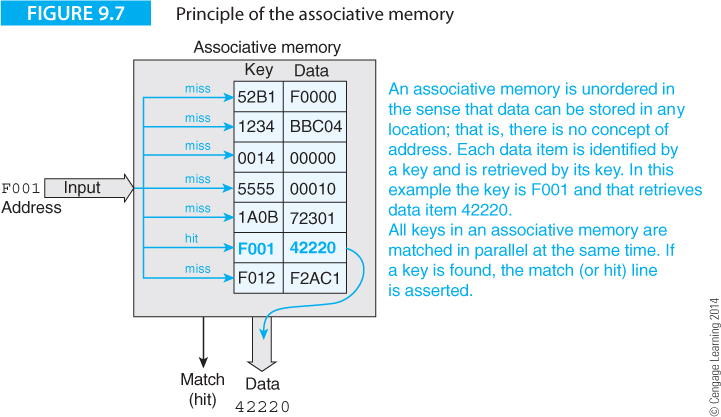 FIGURE 9.7 Principle of the associative memory
Associative memory
Key Data
miss 52B1 F0000
miss 1234 BBC04
miss 0014 00000
miss 5555 00010
miss 1A0B 72301
hit F001 42220
miss F012 F2AC1
F001 Input
Address
Match
(hit)
Data
42220
An associative memory is unordered in
the sense that data can be stored in any
location; that is, there is no concept of
address. Each data item is identified by
a key and is retrieved by its key. In this
example the key is F001 and that retrieves
data item 42220.
All keys in an associative memory are
matched in parallel at the same time. If
a key is found, the match (or hit) line
is asserted.
© Cengage Learning 2014